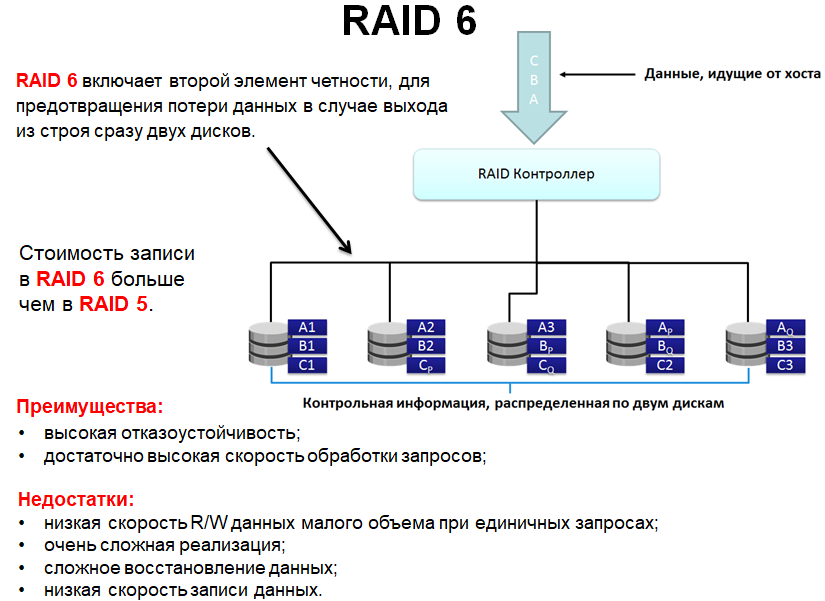 RAID 6
RAID 6 включает второй элемент четности, для
предотвращения потери данных в случае выхода
из строя сразу двух дисков.
C
B
A
Данные, идущие от хоста
RAID Контроллер
Стоимость записи
в RAID 6 больше
чем в RAID 5.
A1
B1
C1
A2
B2
CP
A3
BP
CQ
AP
BQ
C2
AQ
B3
C3
Контрольная информация, распределенная по двум дискам
Преимущества:
• высокая отказоустойчивость;
• достаточно высокая скорость обработки запросов;
Недостатки:
• низкая скорость R/W данных малого объема при единичных запросах;
• очень сложная реализация;
• сложное восстановление данных;
• низкая скорость записи данных.